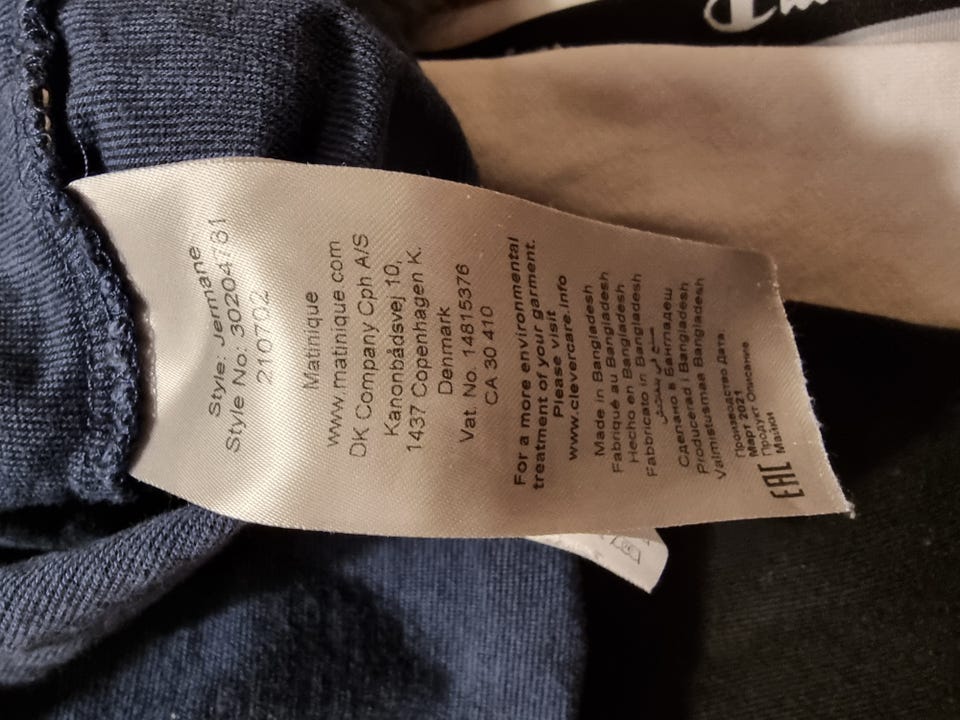 Style: Jermane
Style No: 30204761
210702
Matinique
www.matinique.com
DK Company Cph A/S
Kanonbådsvej 10,
1437 Copenhagen K.
Denmark
Vat. No. 14815376
CA 30 410
For a more environmental
treatment of your garment.
Please visit
www.clevercare.info
Made in Bangladesh
Fabriqué au Bangladesh
Hecho en Bangladesh
Fabbricato in Bangladesh
Сделано в Бангладеш
Producerad i Bangladesh
Valmistusmaa Bangladesh
Производство Дата:
Март 2021
Продукт Описание
Майки
EAC